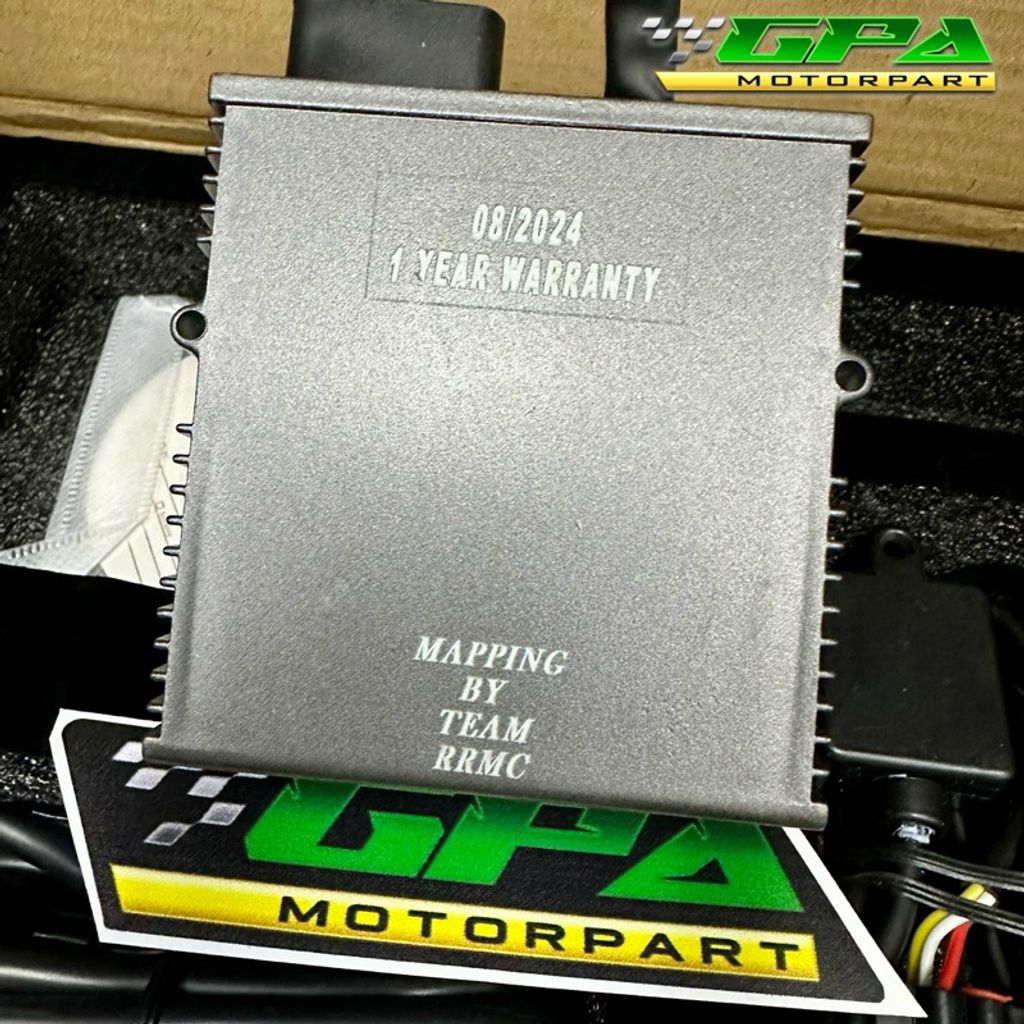 GPA
MOTORPART
08/2024
1 YEAR WARRANTY
MAPPING
BY
TEAM
RRMC
GPA
MOTORPART